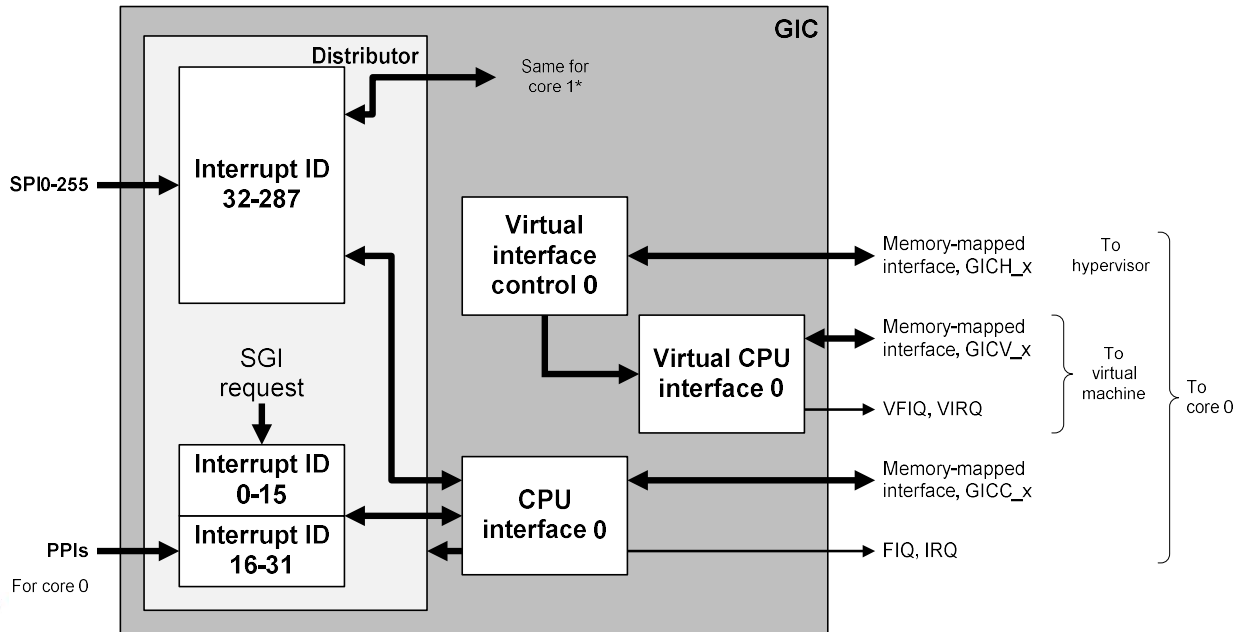 GIC
Distributor
Same for
core 1*
Interrupt ID
32-287
SPI0-255
Virtual
interface
control 0
Memory-mapped
interface, GICH_x
To
hypervisor
Virtual CPU
interface 0
Memory-mapped
interface, GICV_x
VFIQ, VIRQ
To
virtual
machine
To
core 0
SGI
request
Interrupt ID
0-15
Interrupt ID
16-31
CPU
interface 0
Memory-mapped
interface, GICC_x
FIQ, IRQ
PPIs
For core 0